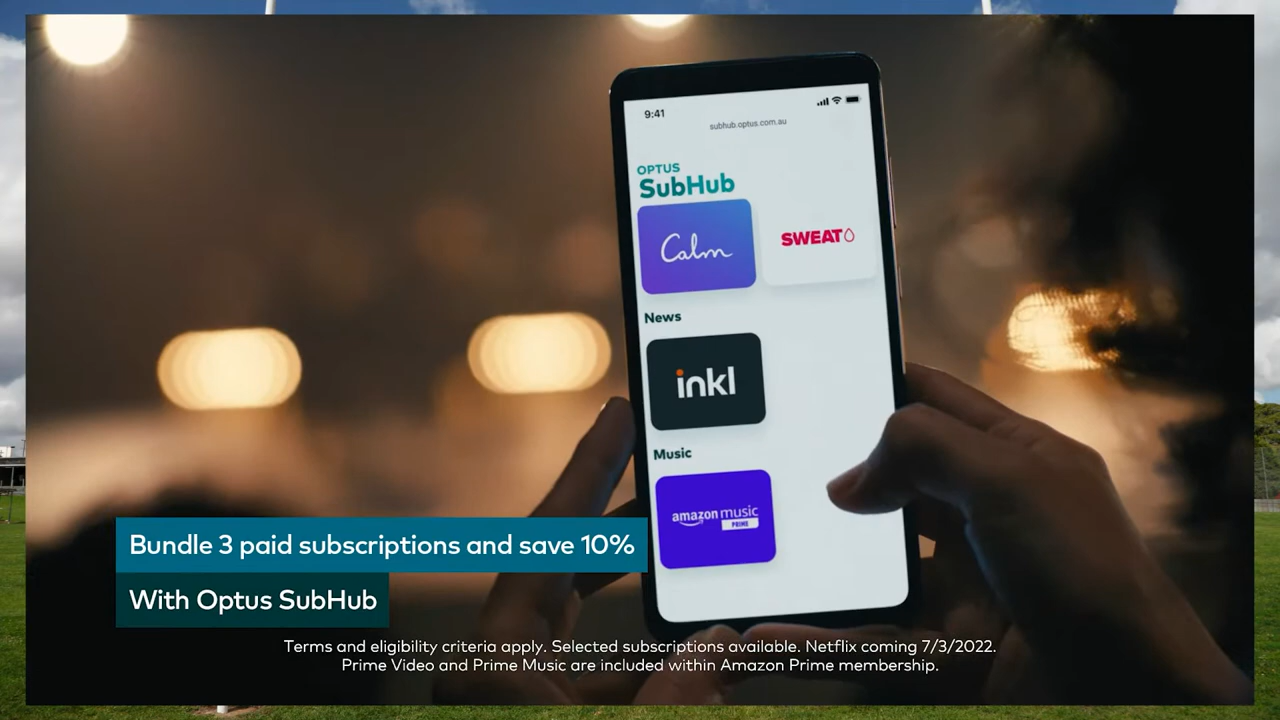 9:41
subhub.optus.com.au
OPTUS
SubHub
Calm
SWEAT
News
inkl
Music
amazon music
PRIME
Bundle 3 paid subscriptions and save 10%
With Optus SubHub
Terms and eligibility criteria apply. Selected subscriptions available. Netflix coming 7/3/2022.
Prime Video and Prime Music are included within Amazon Prime membership.